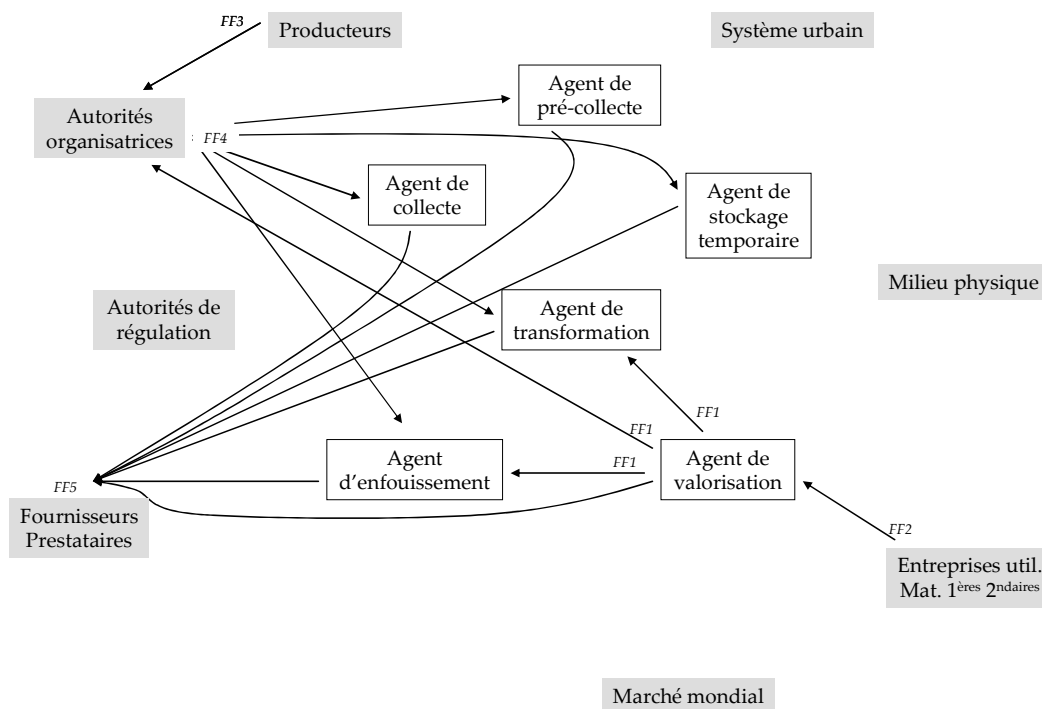 FF3
Producteurs
Système urbain
Agent de
pré-collecte
Autorités
organisatrices
FF4
Agent de
collecte
Agent de
stockage
temporaire
Milieu physique
Autorités de
régulation
Agent de
transformation
FF1
FF1
FF1
Agent
d’enfouissement
Agent de
valorisation
FF5
Fournisseurs
Prestataires
FF2
Entreprises util.
Mat. 1ères 2ndaires
Marché mondial